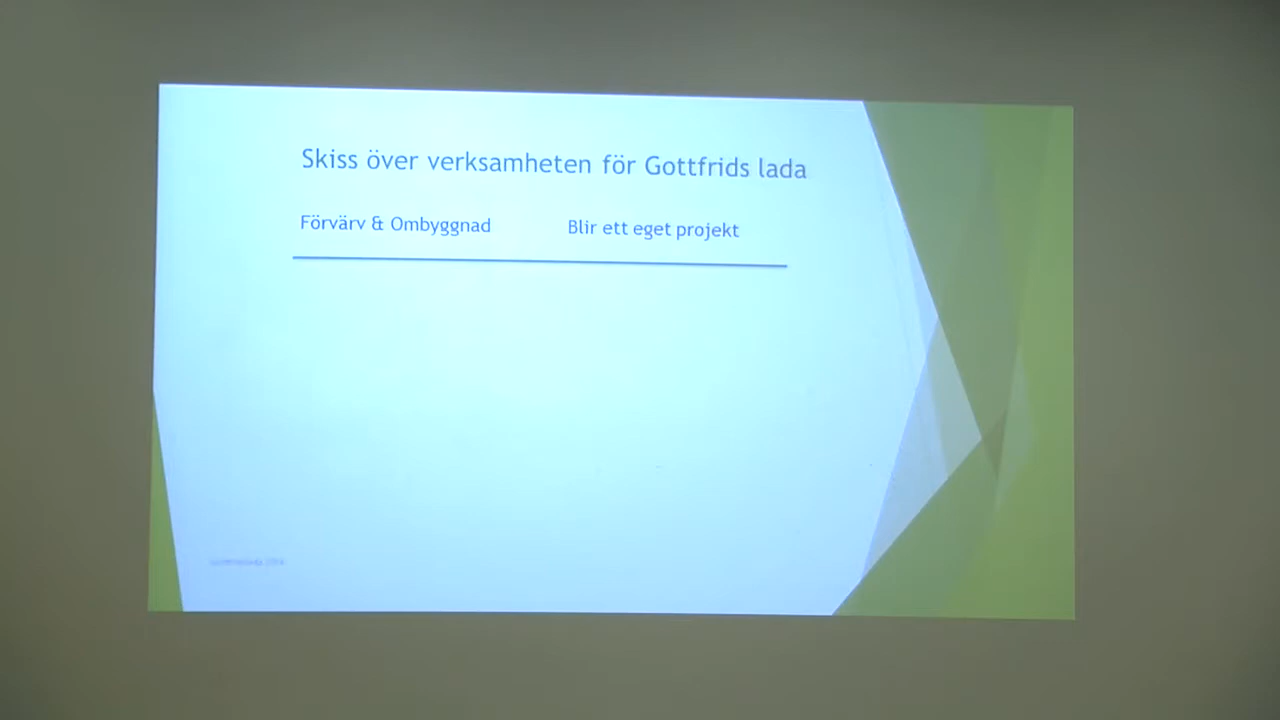 Skiss över verksamheten för Gottfrids lada
Förvärv & Ombyggnad
Blir ett eget projekt